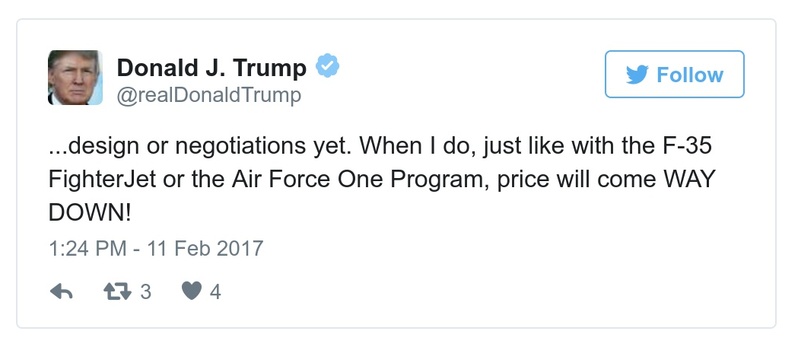 Donald J. Trump
Follow
@realDonaldTrump
...design or negotiations yet. When I do, just like with the F-35
FighterJet or the Air Force One Program, price will come WAY
DOWN!
1:24 PM - 11 Feb 2017
3 4